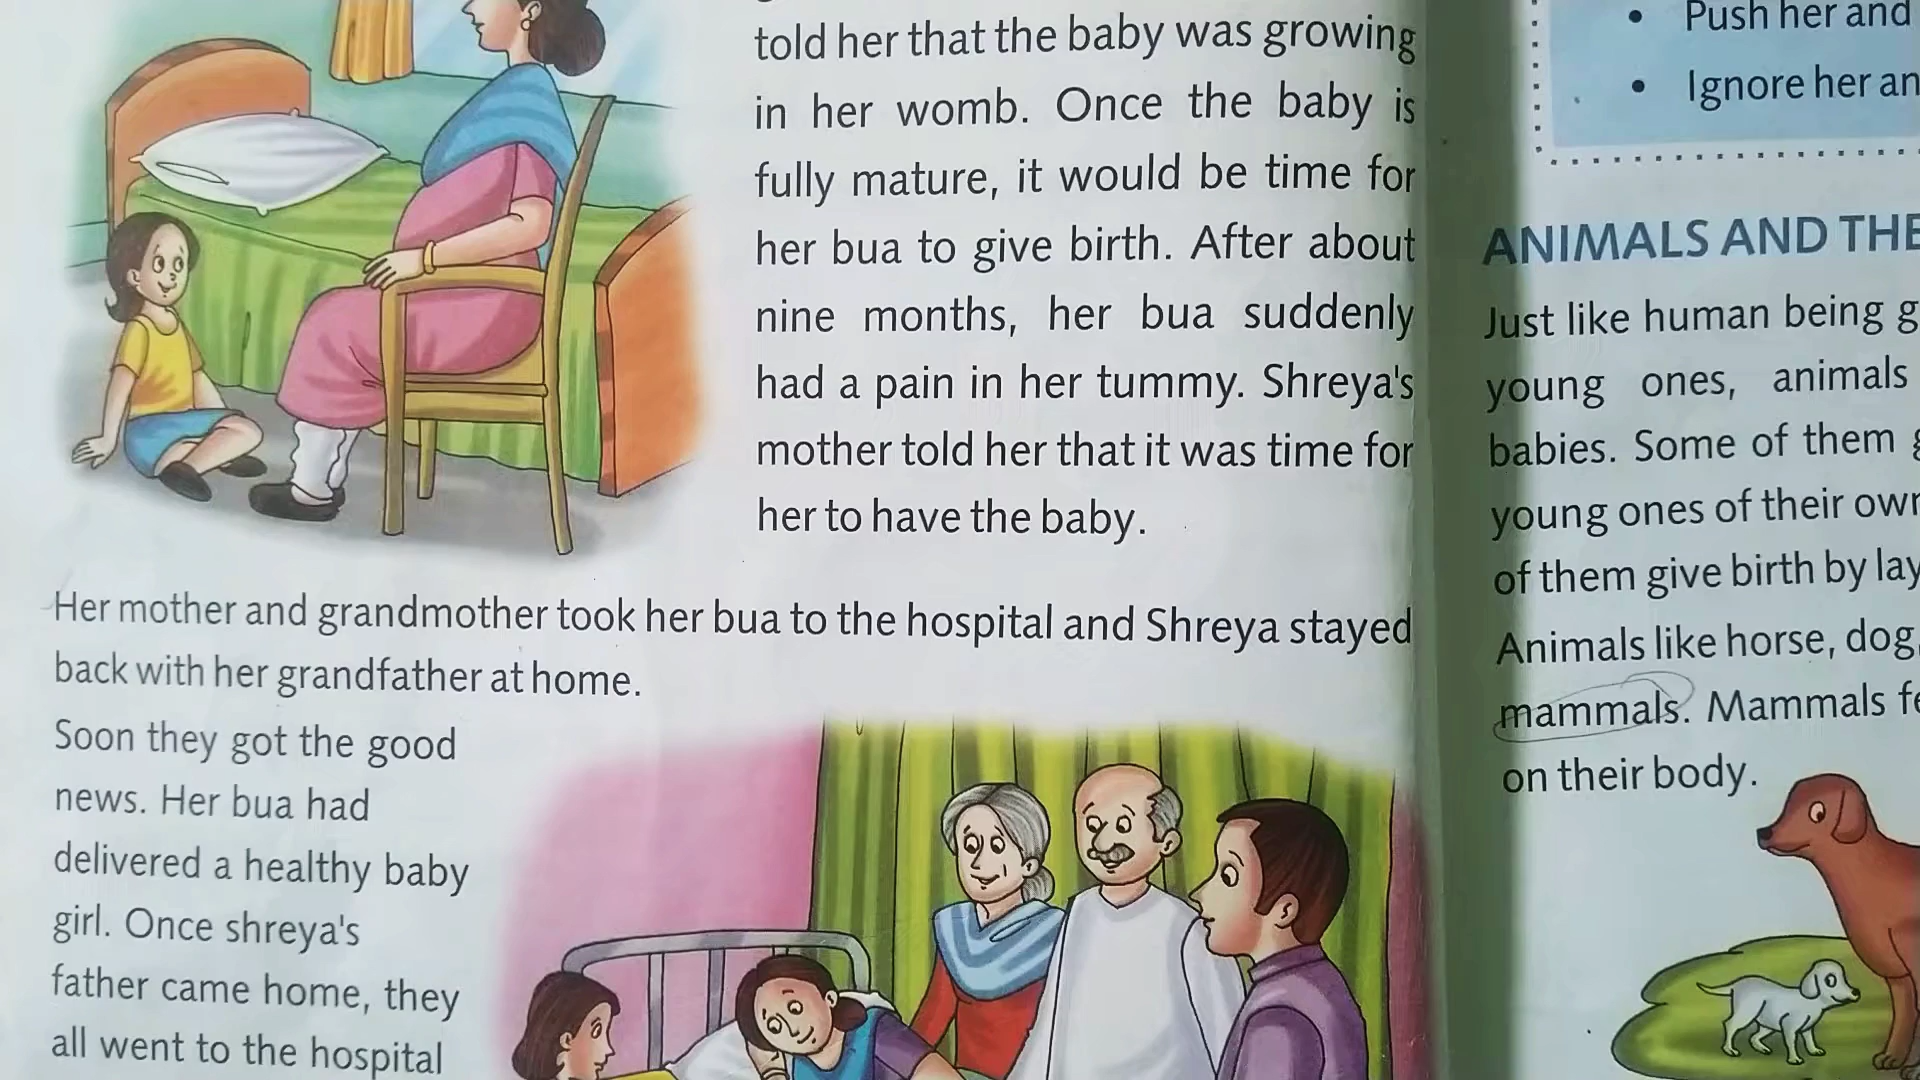 told her that the baby was growing
in her womb. Once the baby is
fully mature, it would be time for
her bua to give birth. After about
nine months, her bua suddenly
had a pain in her tummy. Shreya's
mother told her that it was time for
her to have the baby.
Her mother and grandmother took her bua to the hospital and Shreya stayed
back with her grandfather at home.
Soon they got the good
news. Her bua had
delivered a healthy baby
girl. Once shreya's
father came home, they
all went to the hospital
• Push her and
• Ignore her
ANIMALS AND
Just like human being
young ones, animals
babies. Some of them
young ones of their
of them give birth by
Animals like horse, dog,
mammals. Mammals
on their body.